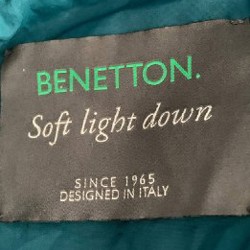 BENETTON.
Soft light down
SINCE 1965
DESIGNED IN ITALY